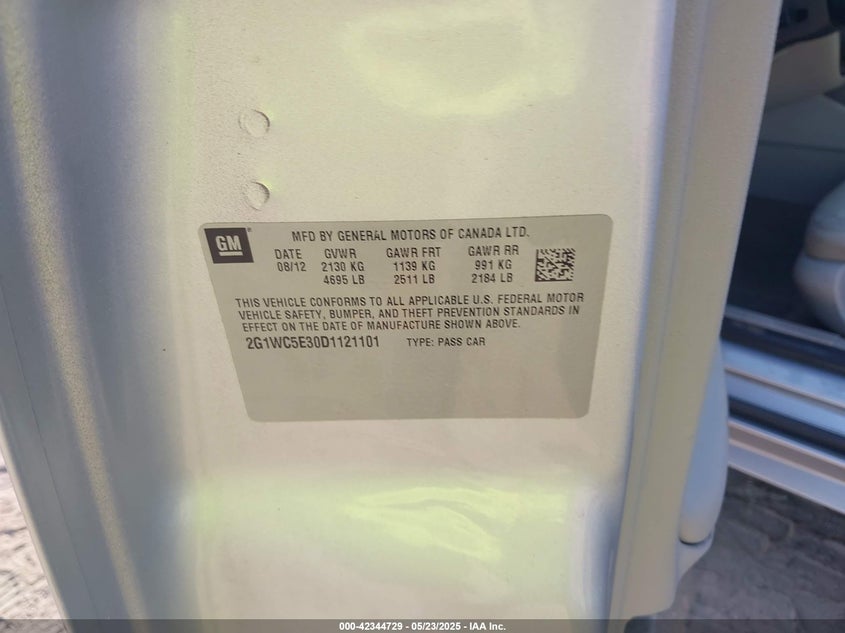 GM
MFD BY GENERAL MOTORS OF CANADA LTD.
DATE GVWR GAWR FRT GAWR RR
08/12 2130 KG 1139 KG 991 KG
4695 LB 2511 LB 2184 LB
THIS VEHICLE CONFORMS TO ALL APPLICABLE U.S. FEDERAL MOTOR
VEHICLE SAFETY, BUMPER, AND THEFT PREVENTION STANDARDS IN
EFFECT ON THE DATE OF MANUFACTURE SHOWN ABOVE.
2G1WC5E30D1121101 TYPE: PASS CAR
000-42344729 - 05/23/2025 - IAA Inc.